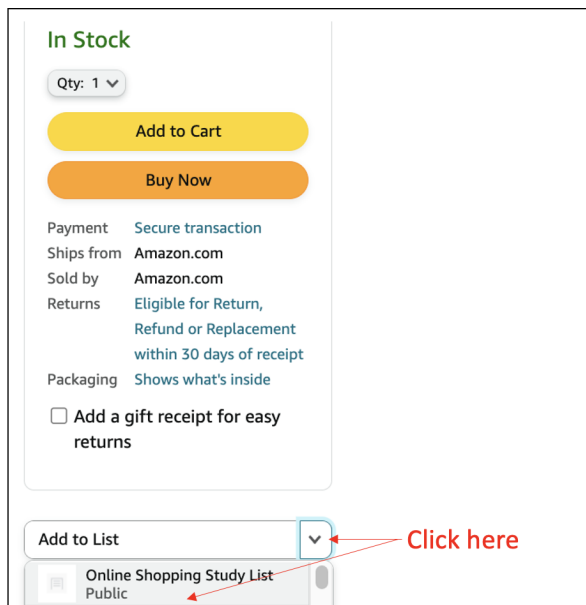 In Stock
Qty: 1
Add to Cart
Buy Now
Payment Secure transaction
Ships from Amazon.com
Sold by Amazon.com
Returns Eligible for Return,
Refund or Replacement
within 30 days of receipt
Packaging Shows what's inside
Add a gift receipt for easy
returns
Add to List
Click here
Online Shopping Study List
Public